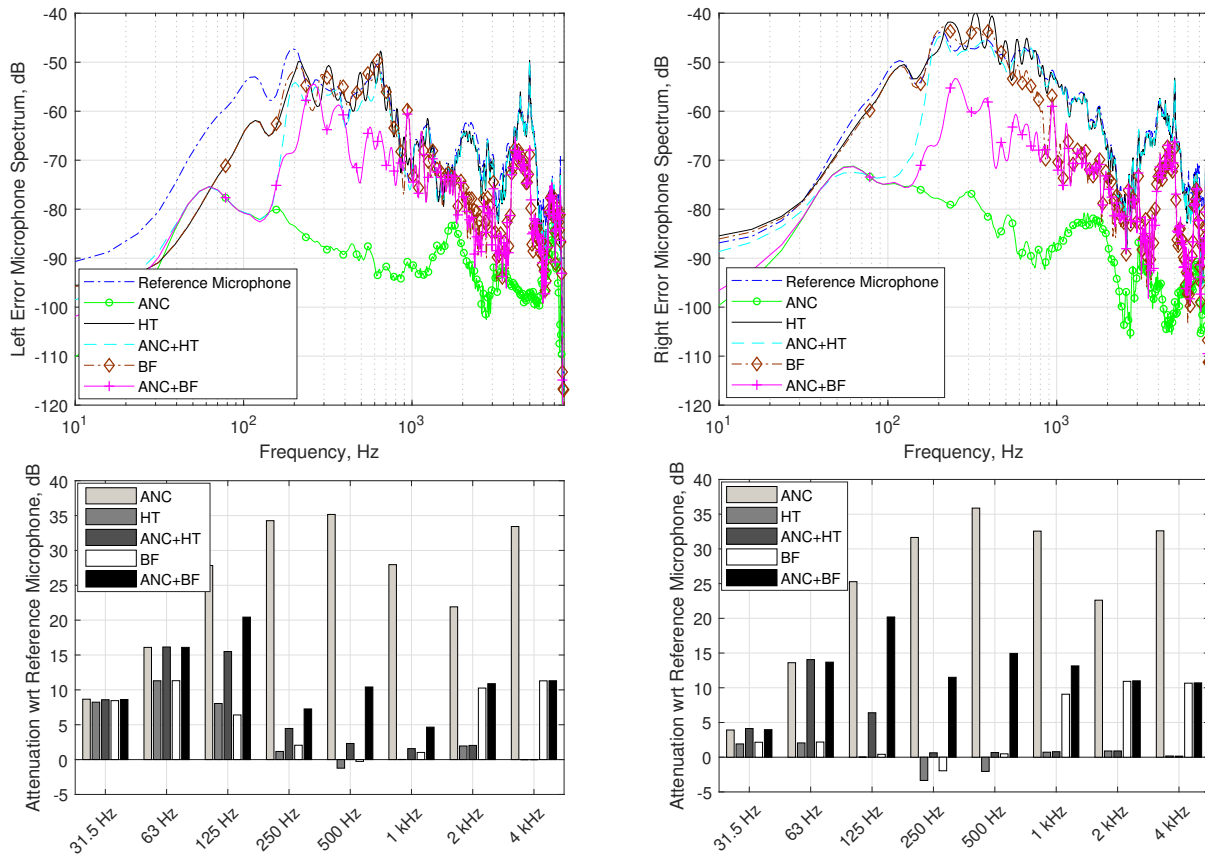 Left Error Microphone Spectrum, dB
-40
-50
-60
-70
-80
-90
-100
-110
-120
Reference Microphone
ANC
HT
ANC+HT
BF
ANC+BF
10^1
10^2
10^3
Frequency, Hz
Right Error Microphone Spectrum, dB
-40
-50
-60
-70
-80
-90
-100
-110
-120
Reference Microphone
ANC
HT
ANC+HT
BF
ANC+BF
10^1
10^2
10^3
Frequency, Hz
Attenuation wrt Reference Microphone, dB
40
35
30
25
20
15
10
5
0
-5
ANC
HT
ANC+HT
BF
ANC+BF
31.5 Hz
63 Hz
125 Hz
250 Hz
500 Hz
1 kHz
2 kHz
4 kHz
Attenuation wrt Reference Microphone, dB
40
35
30
25
20
15
10
5
0
-5
ANC
HT
ANC+HT
BF
ANC+BF
31.5 Hz
63 Hz
125 Hz
250 Hz
500 Hz
1 kHz
2 kHz
4 kHz